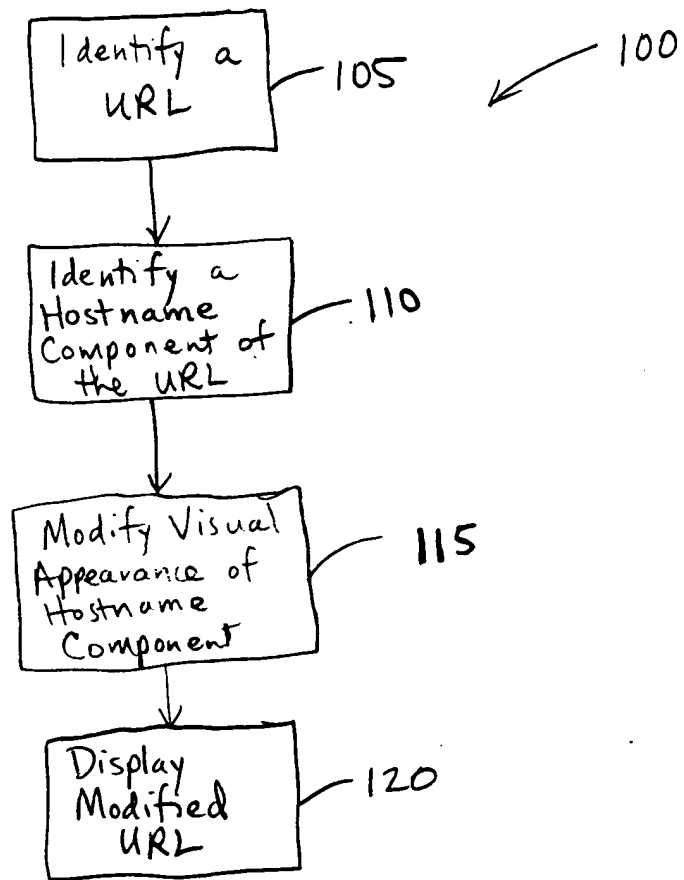 Identify a
URL
105
100
Identify a
Hostname
Component of
the URL
110
Modify Visual
Appearance of
Hostname
Component
115
Display
Modified
URL
120